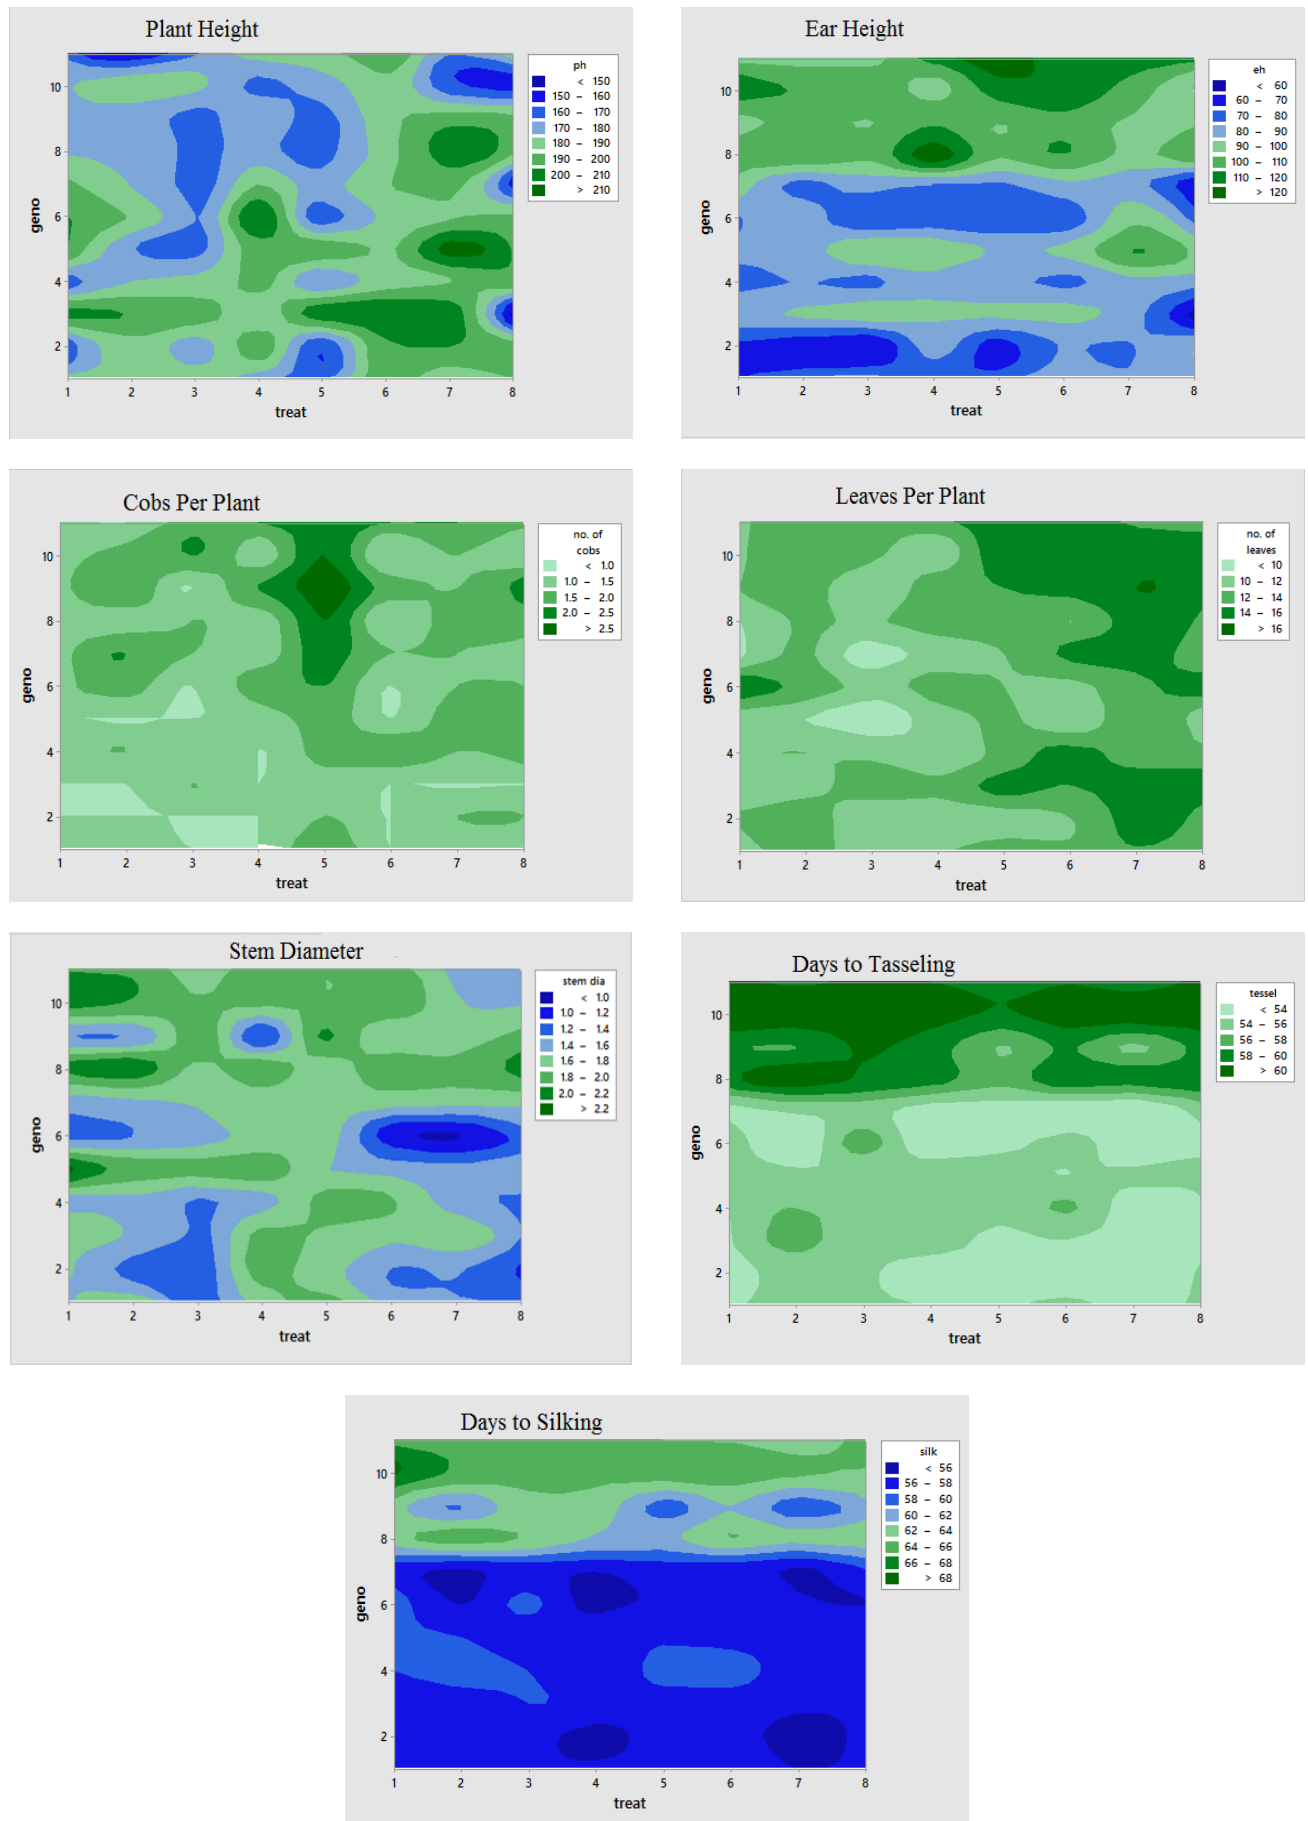 Plant Height
ph
< 150
150 – 160
160 – 170
170 – 180
180 – 190
190 – 200
200 – 210
> 210
10
8
6
4
2
geno
1 2 3 4 5 6 7 8
treat
Ear Height
eh
< 60
60 – 70
70 – 80
80 – 90
90 – 100
100 – 110
110 – 120
> 120
10
8
6
4
2
geno
1 2 3 4 5 6 7 8
treat
Cobs Per Plant
no. of
cobs
< 1.0
1.0 – 1.5
1.5 – 2.0
2.0 – 2.5
> 2.5
10
8
6
4
2
geno
1 2 3 4 5 6 7 8
treat
Leaves Per Plant
no. of
leaves
< 10
10 – 12
12 – 14
14 – 16
> 16
10
8
6
4
2
geno
1 2 3 4 5 6 7 8
treat
Stem Diameter
stem dia
< 1.0
1.0 – 1.2
1.2 – 1.4
1.4 – 1.6
1.6 – 1.8
1.8 – 2.0
2.0 – 2.2
> 2.2
10
8
6
4
2
geno
1 2 3 4 5 6 7 8
treat
Days to Tasseling
tessel
< 54
54 – 56
56 – 58
58 – 60
> 60
10
8
6
4
2
geno
1 2 3 4 5 6 7 8
treat
Days to Silking
silk
< 56
56 – 58
58 – 60
60 – 62
62 – 64
64 – 66
66 – 68
> 68
10
8
6
4
2
geno
1 2 3 4 5 6 7 8
treat